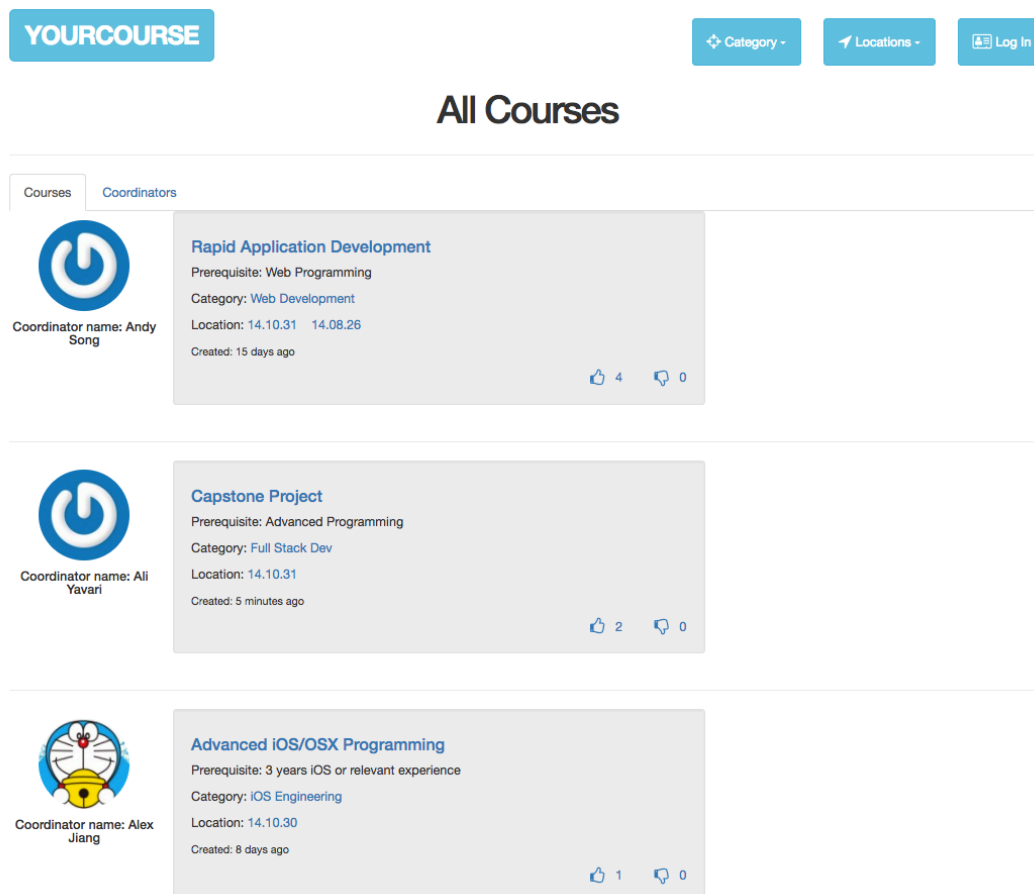 YOURCOURSE
Category
Locations
Log In
All Courses
Courses
Coordinators
Coordinator name: Andy
Song
Rapid Application Development
Prerequisite: Web Programming
Category: Web Development
Location: 14.10.31 14.08.26
Created: 15 days ago
4 0
Coordinator name: Ali
Yavari
Capstone Project
Prerequisite: Advanced Programming
Category: Full Stack Dev
Location: 14.10.31
Created: 5 minutes ago
2 0
Coordinator name: Alex
Jiang
Advanced iOS/OSX Programming
Prerequisite: 3 years iOS or relevant experience
Category: iOS Engineering
Location: 14.10.30
Created: 8 days ago
1 0